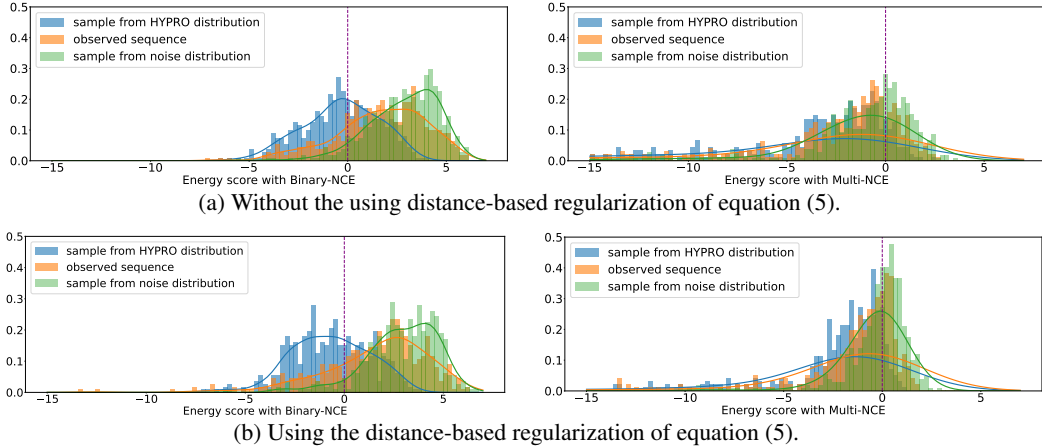 0.5
0.4
0.3
0.2
0.1
0.0
sample from HYPRO distribution
observed sequence
sample from noise distribution
−15 −10 −5 0 5
Energy score with Binary-NCE
0.5
0.4
0.3
0.2
0.1
0.0
sample from HYPRO distribution
observed sequence
sample from noise distribution
−15 −10 −5 0 5
Energy score with Multi-NCE
(a) Without the using distance-based regularization of equation (5).
0.5
0.4
0.3
0.2
0.1
0.0
sample from HYPRO distribution
observed sequence
sample from noise distribution
−15 −10 −5 0 5
Energy score with Binary-NCE
0.5
0.4
0.3
0.2
0.1
0.0
sample from HYPRO distribution
observed sequence
sample from noise distribution
−15 −10 −5 0 5
Energy score with Multi-NCE
(b) Using the distance-based regularization of equation (5).